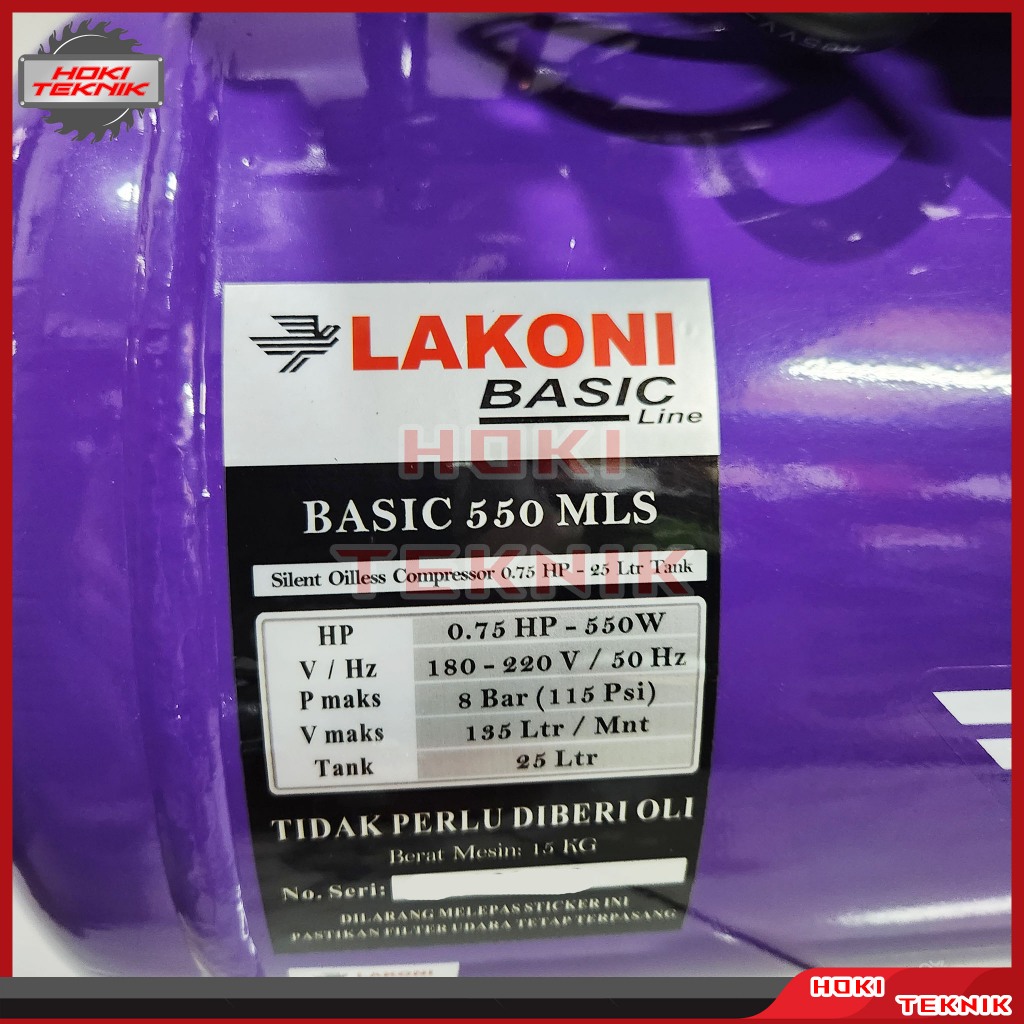 HOKI
TEKNIK
LAKONI
BASIC
Line
HOKI
TEKNIK
BASIC 550 MLS
Silent Oilless Compressor 0.75 HP - 25 Ltr Tank
HP 0.75 HP - 550W
V / Hz 180 - 220 V / 50 Hz
P maks 8 Bar (115 Psi)
V maks 135 Ltr / Mnt
Tank 25 Ltr
TIDAK PERLU DIBERI OLI
Berat Mesin: 15 KG
No. Seri:
DILARANG MELEPAS STICKER INI
PASTIKAN FILTER UDARA TETAP TERPASANG
LAKONI
HOKI
TEKNIK